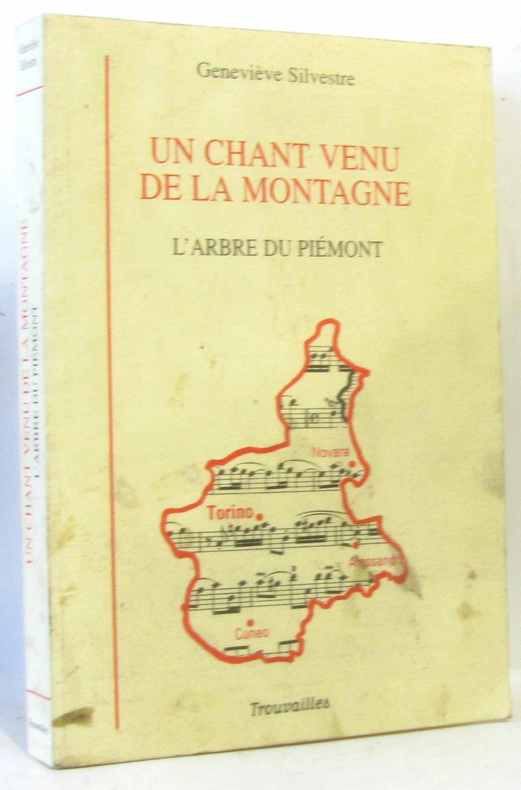 Geneviève Silvestre
UN CHANT VENU
DE LA MONTAGNE
L'ARBRE DU PIÉMONT
Novara
Torino
Cuneo
Trouvailles
UN CHANT VENU DE LA MONTAGNE
L'ARBRE DU PIÉMONT